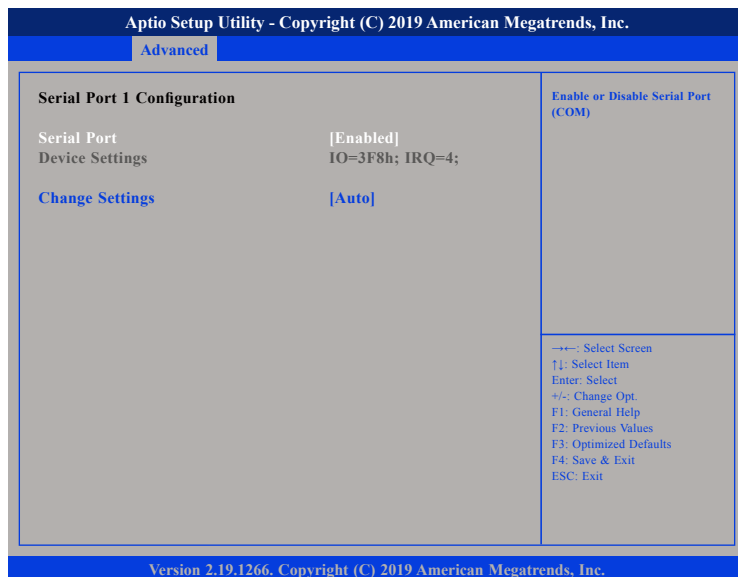 Aptio Setup Utility - Copyright (C) 2019 American Megatrends, Inc.
Advanced
Serial Port 1 Configuration
Serial Port [Enabled]
Device Settings IO=3F8h; IRQ=4;
Change Settings [Auto]
Enable or Disable Serial Port
(COM)
→←: Select Screen
↑↓: Select Item
Enter: Select
+/-: Change Opt.
F1: General Help
F2: Previous Values
F3: Optimized Defaults
F4: Save & Exit
ESC: Exit
Version 2.19.1266. Copyright (C) 2019 American Megatrends, Inc.